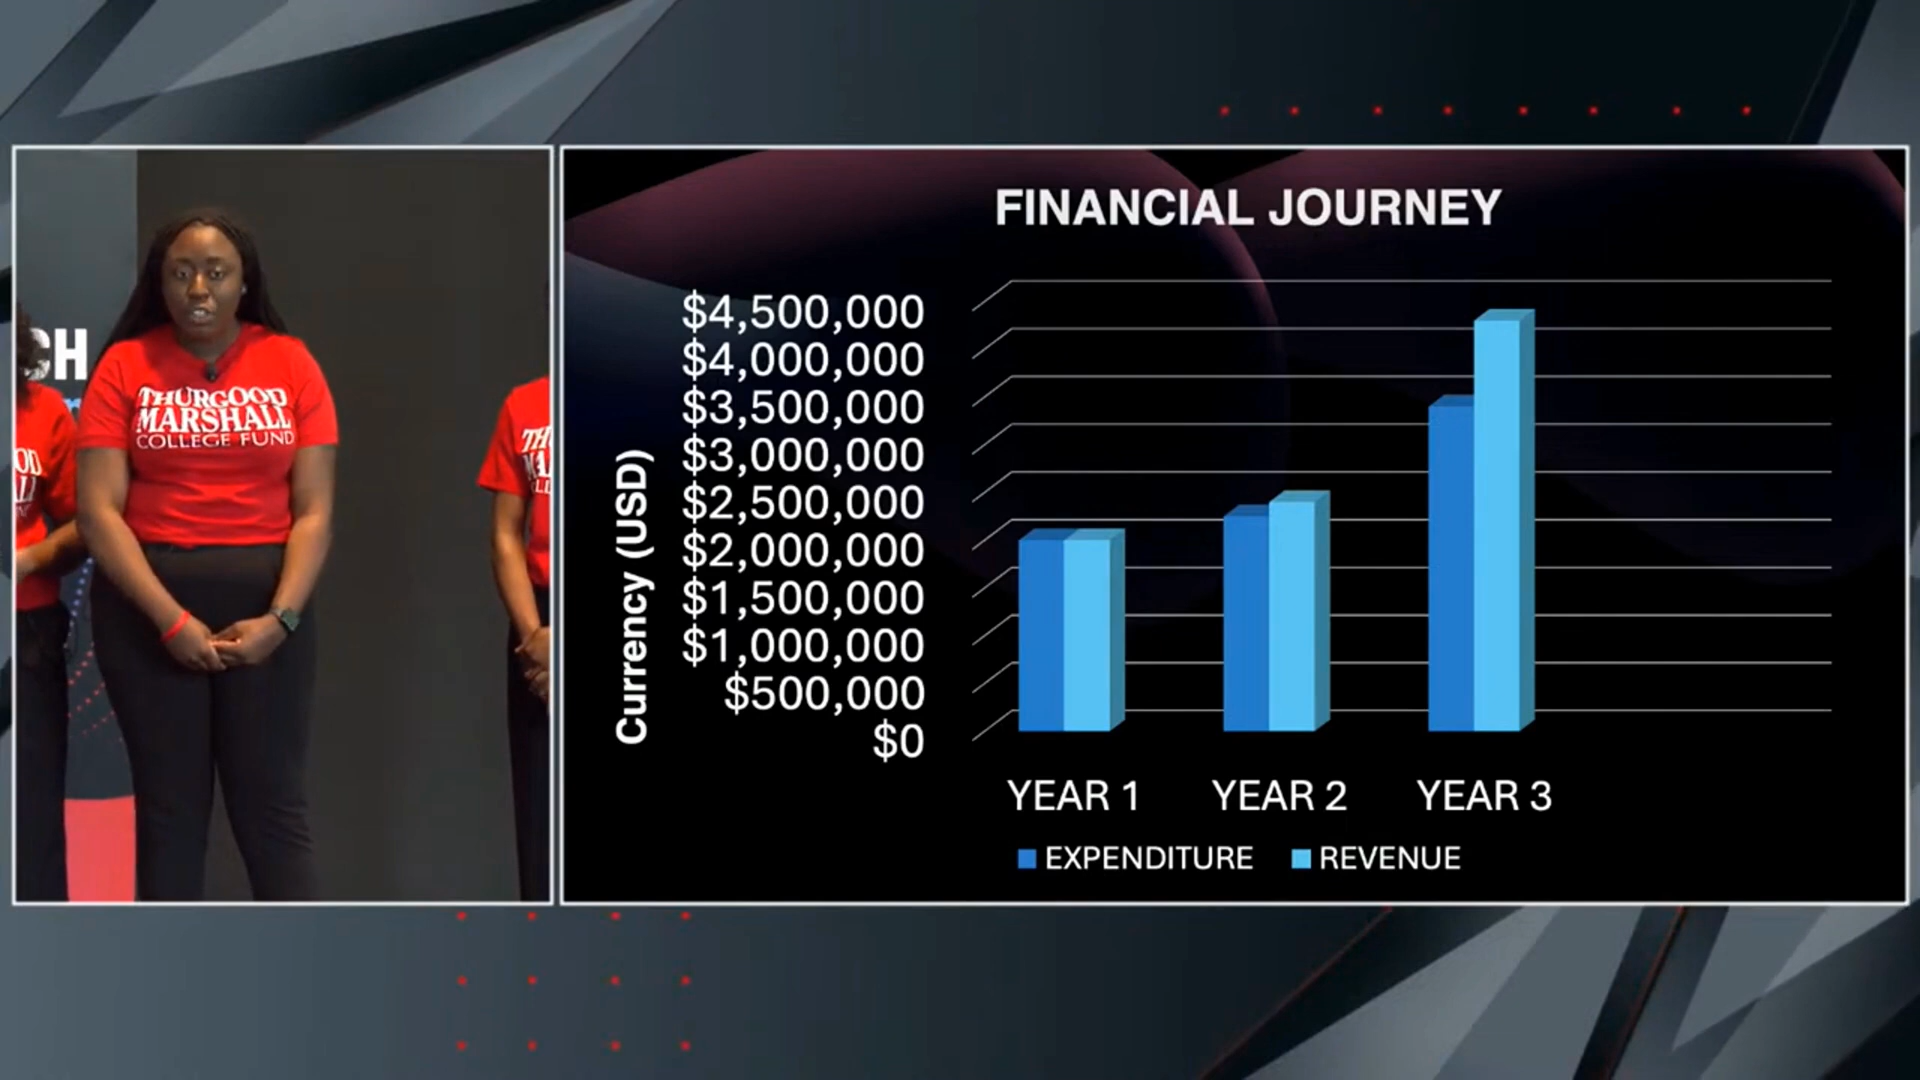 CH
THURGOOD
MARSHALL
COLLEGE FUND
FINANCIAL JOURNEY
Currency (USD)
$4,500,000
$4,000,000
$3,500,000
$3,000,000
$2,500,000
$2,000,000
$1,500,000
$1,000,000
$500,000
$0
YEAR 1 YEAR 2 YEAR 3
EXPENDITURE REVENUE